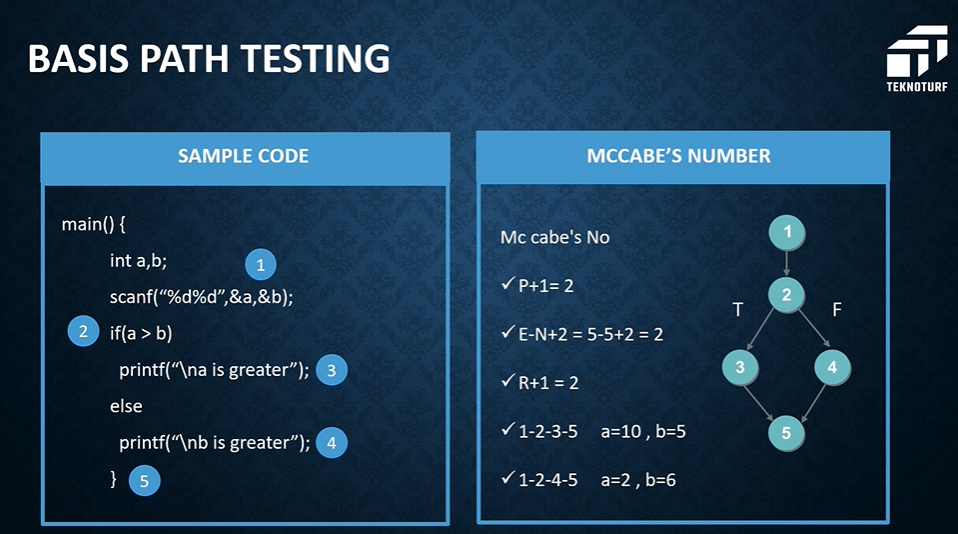 BASIS PATH TESTING
TEKNOTURF
SAMPLE CODE
main() {
int a,b;
1
scanf(“%d%d”,&a,&b);
2
if(a > b)
printf(“\na is greater”);
3
else
printf(“\nb is greater”);
4
}
5
MCCABE’S NUMBER
Mc cabe's No
✓P+1= 2
✓E-N+2 = 5-5+2 = 2
✓R+1 = 2
✓1-2-3-5 a=10 , b=5
✓1-2-4-5 a=2 , b=6
1
2
T
F
3
4
5